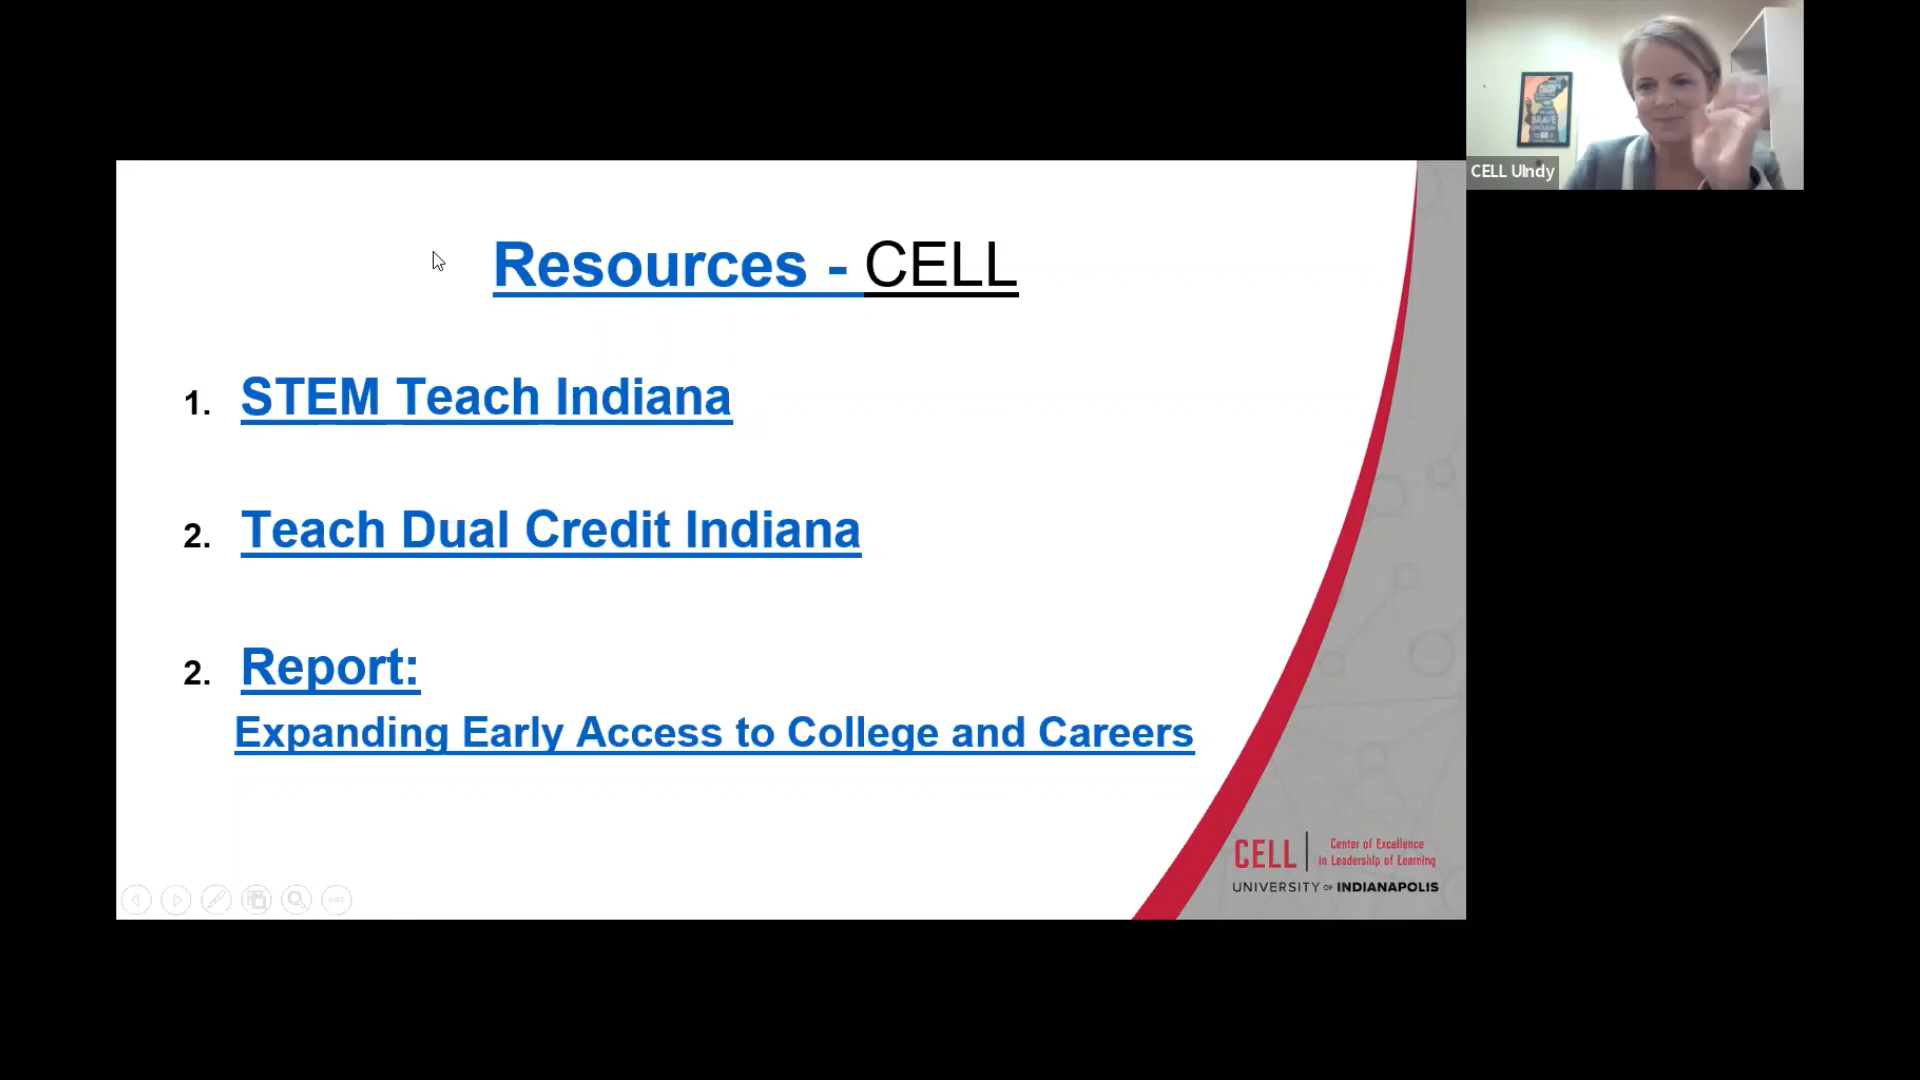 CELL UIndy
BRAVE
Resources - CELL
1. STEM Teach Indiana
2. Teach Dual Credit Indiana
2. Report:
Expanding Early Access to College and Careers
CELL
Center of Excellence
in Leadership of Learning
UNIVERSITY OF INDIANAPOLIS